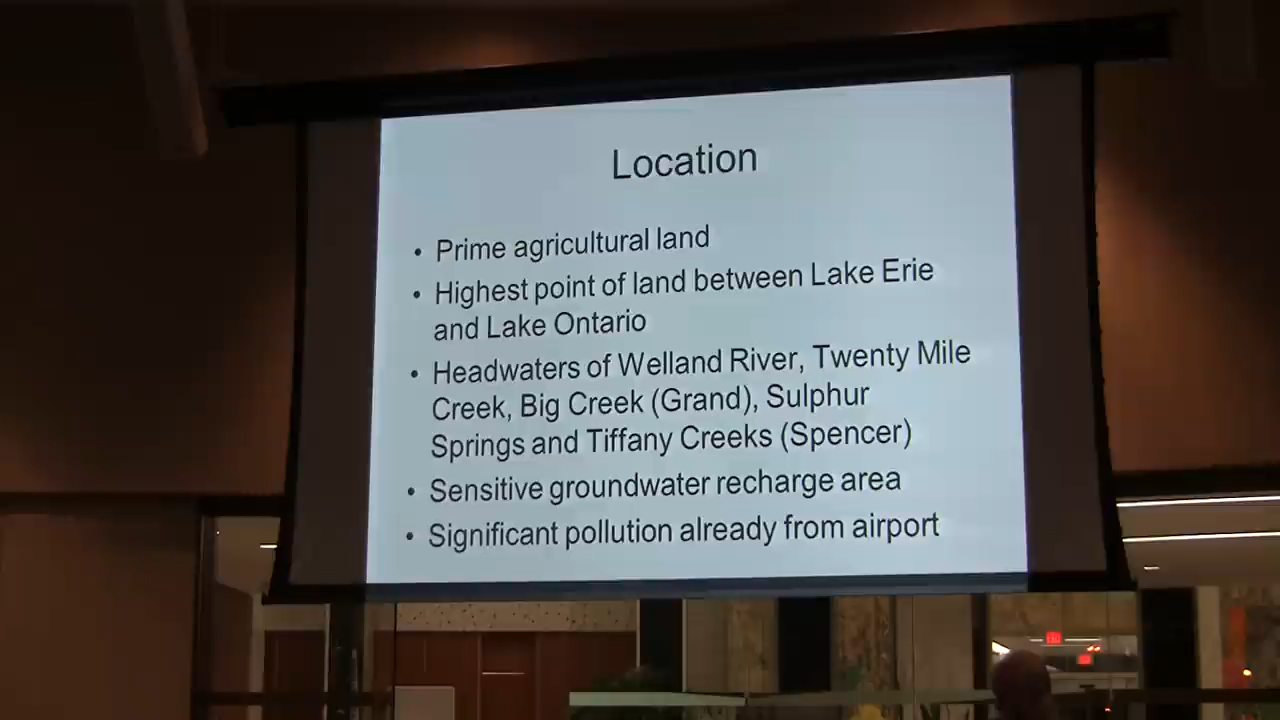 Location
• Prime agricultural land
• Highest point of land between Lake Erie
and Lake Ontario
• Headwaters of Welland River, Twenty Mile
Creek, Big Creek (Grand), Sulphur
Springs and Tiffany Creeks (Spencer)
• Sensitive groundwater recharge area
• Significant pollution already from airport